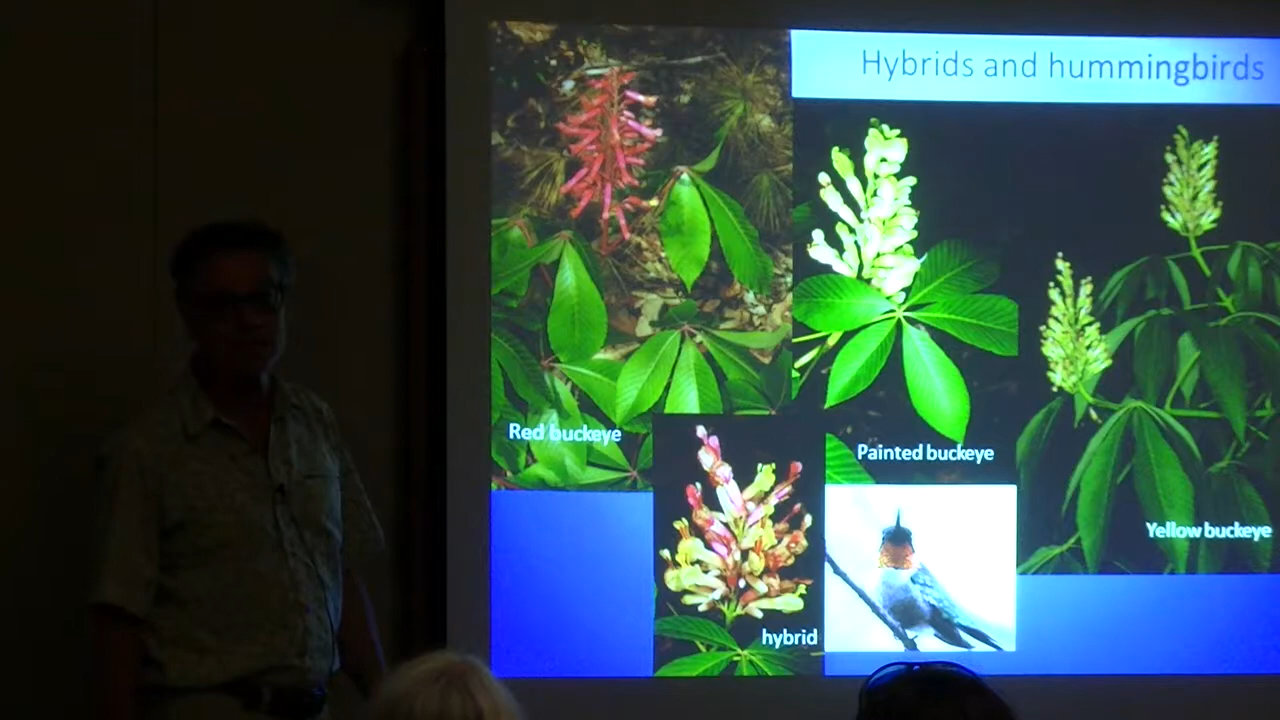 Hybrids and hummingbirds
Red buckeye
Painted buckeye
Yellow buckeye
hybrid